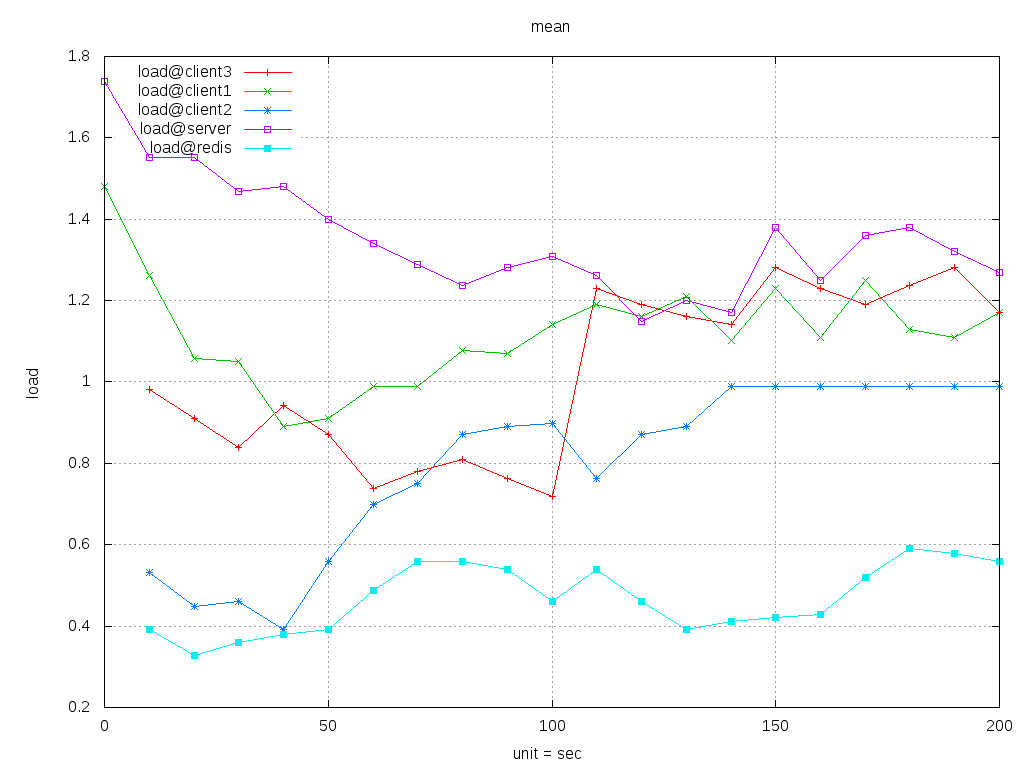 mean
load@client3
load@client1
load@client2
load@server
load@redis
1.8
1.6
1.4
1.2
1
0.8
0.6
0.4
0.2
load
0 50 100 150 200
unit = sec